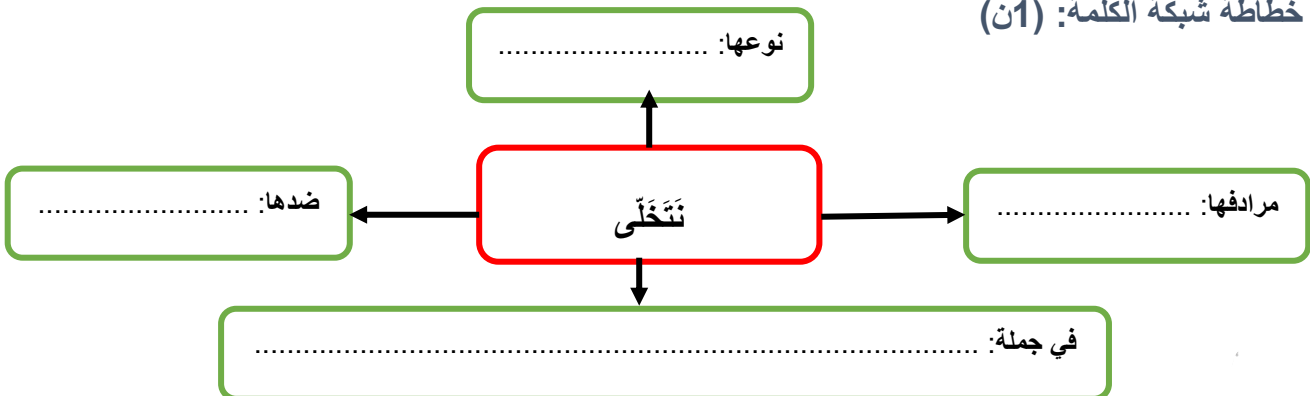 خطاطة شبكة الكلمة: (1ن)
نوعها: .........................
مرادفها: .......................
نَتَخَلّى
ضدها: .........................
في جملة: ......................................................................................